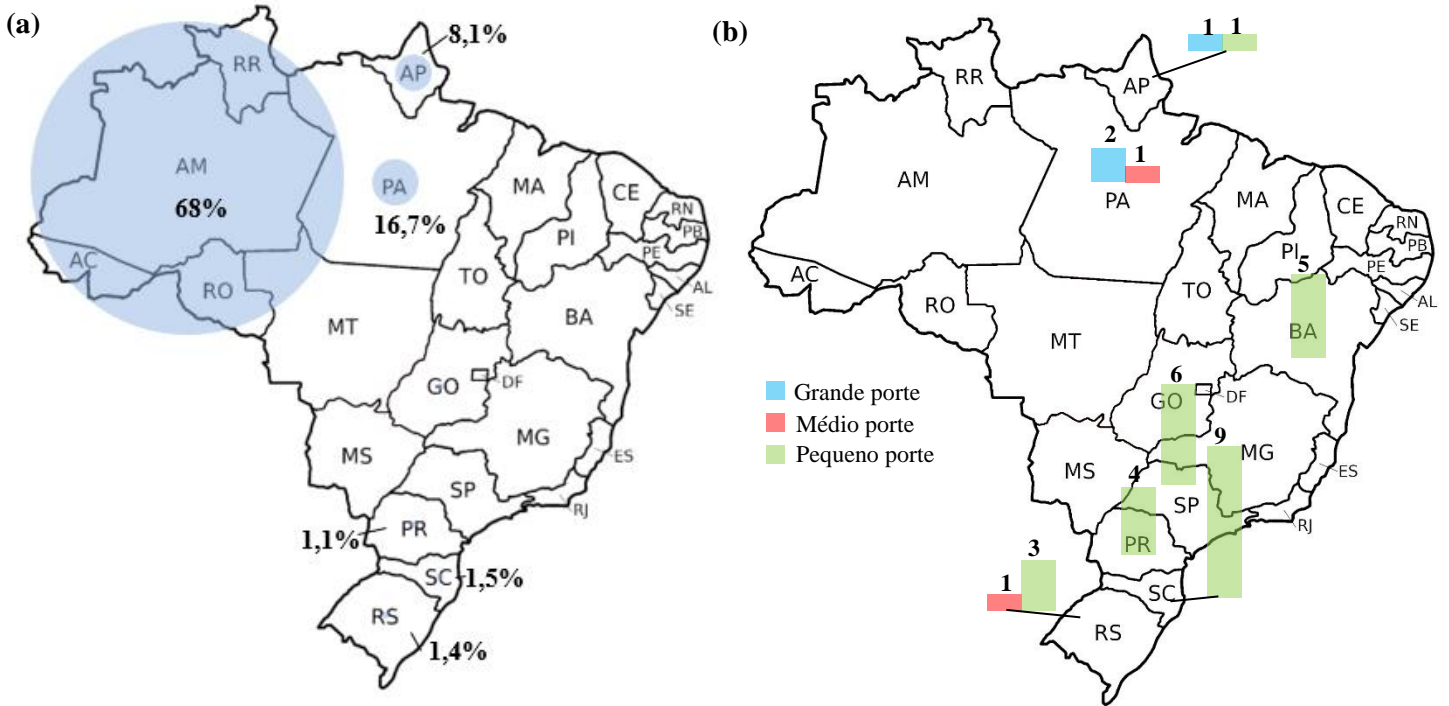 (a)
8,1%
RR
AP
AM
68%
PA
16,7%
MA
CE
RN
PB
PI
PE
AC
RO
TO
AL
SE
MT
BA
GO
DF
MG
MS
ES
SP
RJ
PR
1,1%
SC
1,5%
RS
1,4%
(b)
1 1
RR
AP
2
1
AM
PA
MA
CE
RN
PB
PI
PE
5
AC
RO
TO
AL
SE
MT
BA
Grande porte
Médio porte
Pequeno porte
6
GO
DF
9
MG
MS
ES
4
SP
RJ
PR
3
1
SC
RS